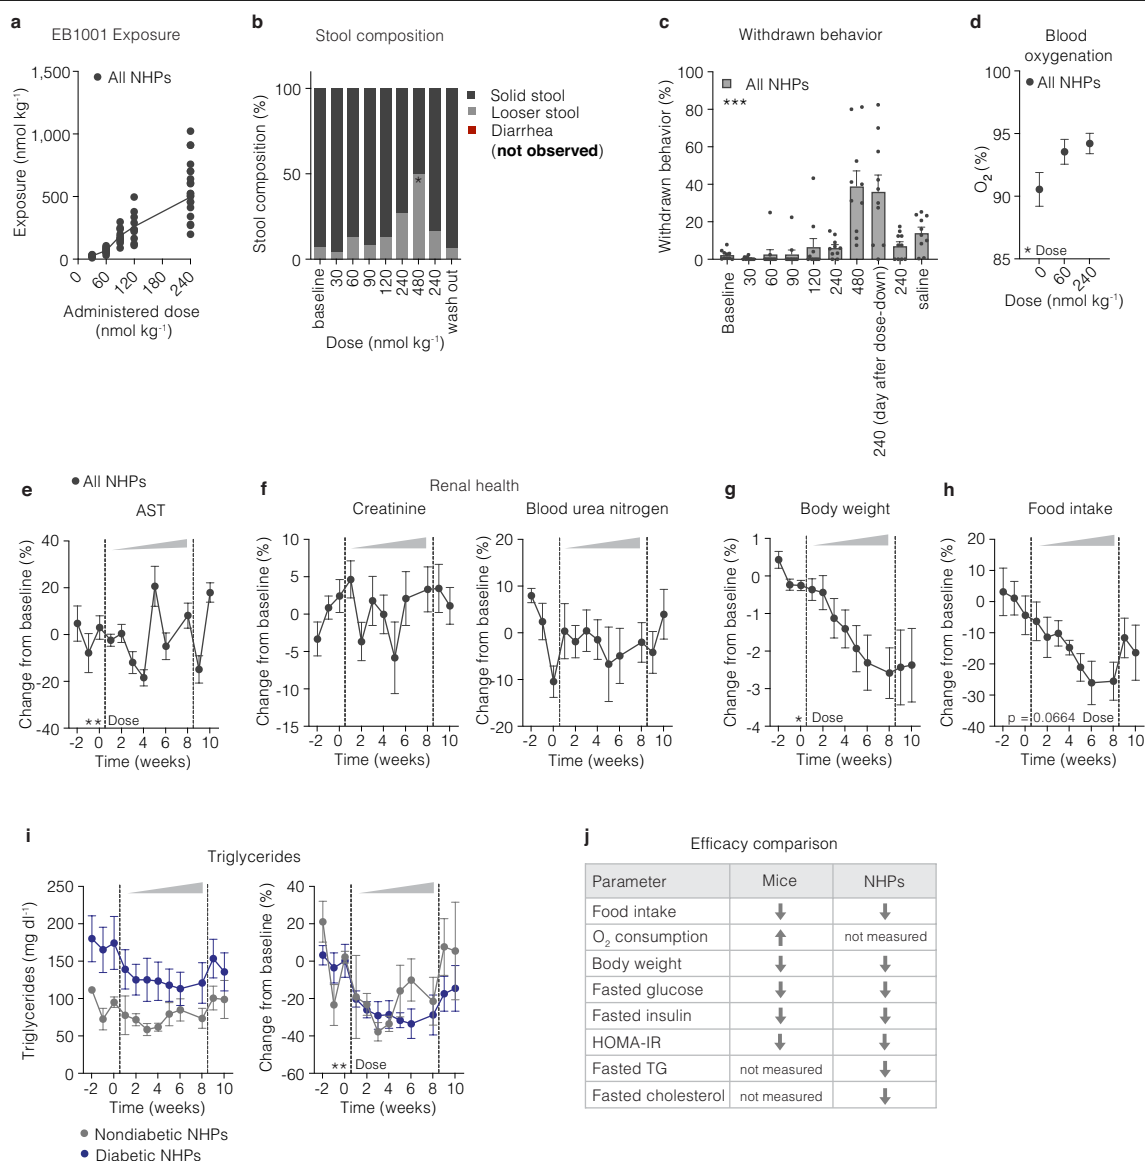 a
EB1001 Exposure
Exposure (nmol kg-1)
1,500
1,000
500
0
All NHPs
0
60
120
180
240
Administered dose
(nmol kg-1)
b
Stool composition
Stool composition (%)
100
50
0
*
baseline
30
60
90
120
240
480
240
wash out
Dose (nmol kg-1)
Solid stool
Looser stool
Diarrhea
(not observed)
c
Withdrawn behavior
Withdrawn behavior (%)
100
80
60
40
20
0
All NHPs
***
Baseline
30
60
90
120
240
480
240 (day after dose-down)
240
saline
d
Blood
oxygenation
O2 (%)
100
95
90
85
All NHPs
* Dose
0
60
240
Dose (nmol kg-1)
e
All NHPs
AST
Change from baseline (%)
40
20
0
-20
-40
** Dose
-2 0 2 4 6 8 10
Time (weeks)
f
Renal health
Creatinine
Change from baseline (%)
10
5
0
-5
-10
-15
-2 0 2 4 6 8 10
Time (weeks)
Blood urea nitrogen
Change from baseline (%)
20
10
0
-10
-20
-2 0 2 4 6 8 10
Time (weeks)
g
Body weight
Change from baseline (%)
1
0
-1
-2
-3
-4
* Dose
-2 0 2 4 6 8 10
Time (weeks)
h
Food intake
Change from baseline (%)
20
10
0
-10
-20
-30
-40
p = 0.0664 Dose
-2 0 2 4 6 8 10
Time (weeks)
i
Triglycerides
Triglycerides (mg dl-1)
250
200
150
100
50
0
-2 0 2 4 6 8 10
Time (weeks)
Change from baseline (%)
40
20
0
-20
-40
-60
** Dose
-2 0 2 4 6 8 10
Time (weeks)
Nondiabetic NHPs
Diabetic NHPs
j
Efficacy comparison
Parameter Mice NHPs
Food intake ↓ ↓
O2 consumption ↑ not measured
Body weight ↓ ↓
Fasted glucose ↓ ↓
Fasted insulin ↓ ↓
HOMA-IR ↓ ↓
Fasted TG not measured ↓
Fasted cholesterol not measured ↓